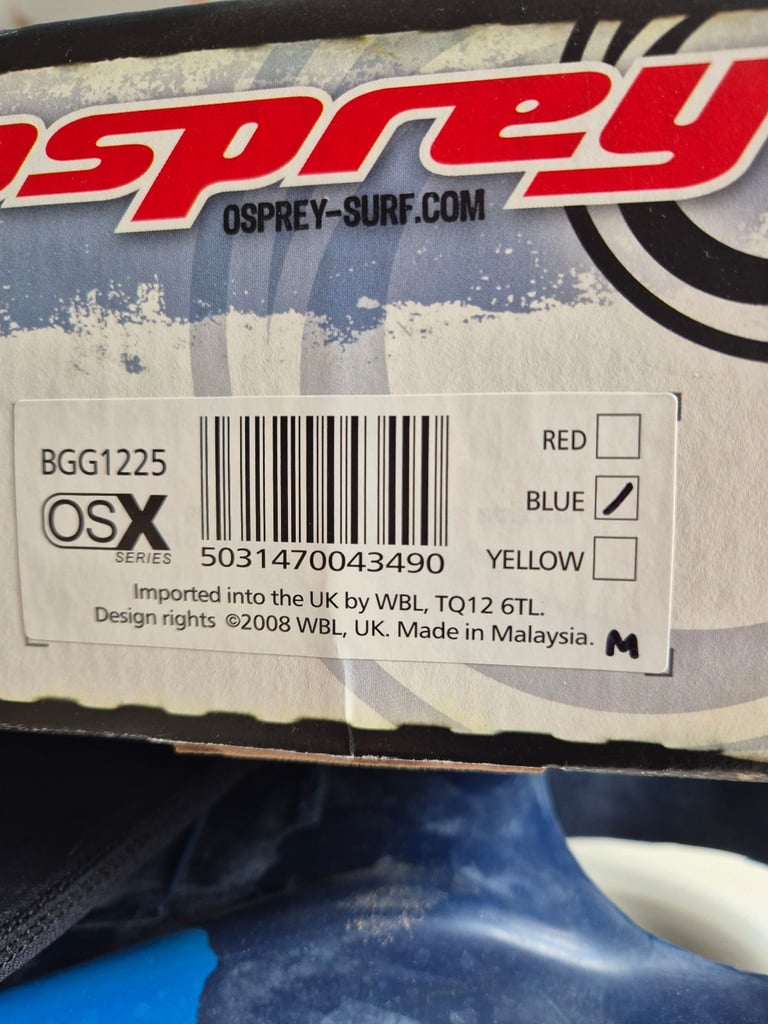 osprey
OSPREY-SURF.COM
BGG1225
OSX
SERIES
5031470043490
RED
BLUE
YELLOW
Imported into the UK by WBL, TQ12 6TL.
Design rights ©2008 WBL, UK. Made in Malaysia.
M